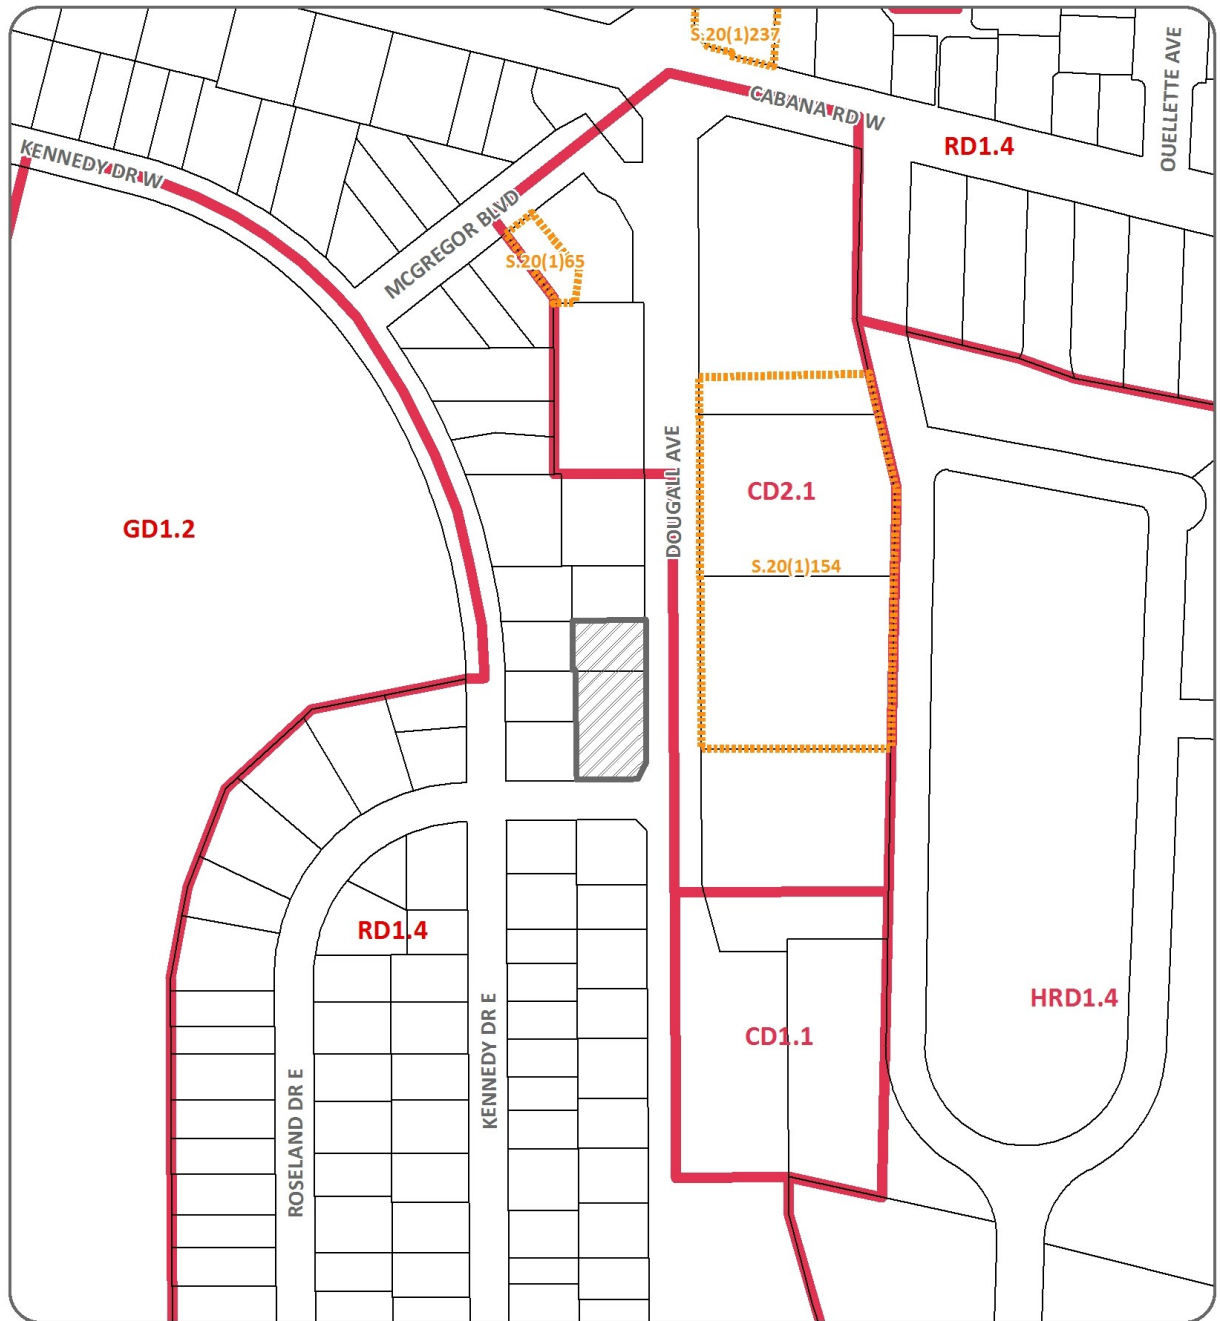 S.20(1)237
OUELLETTE AVE
CABANA RD W
RD1.4
KENNEDY DR W
MCGREGOR BLVD
S.20(1)65
DOUGALL AVE
CD2.1
GD1.2
S.20(1)154
RD1.4
HRD1.4
CD1.1
KENNEDY DR E
ROSELAND DR E